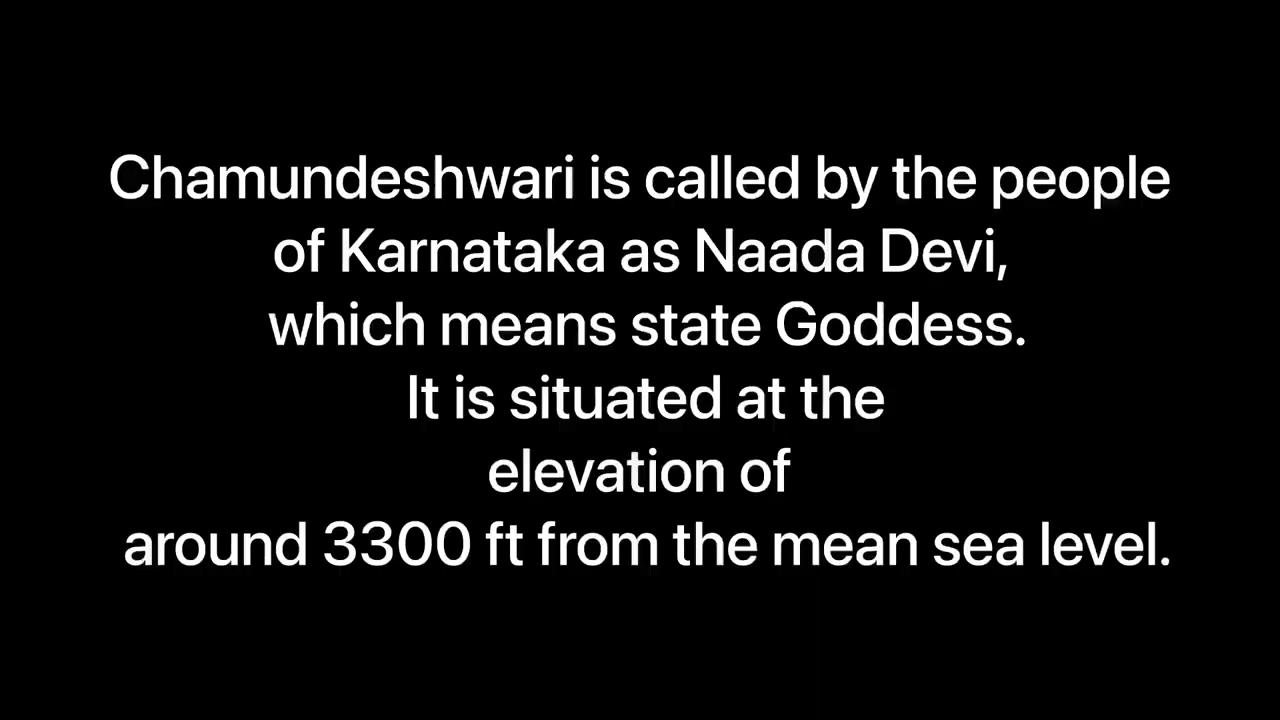 Chamundeshwari is called by the people
of Karnataka as Naada Devi,
which means state Goddess.
It is situated at the
elevation of
around 3300 ft from the mean sea level.